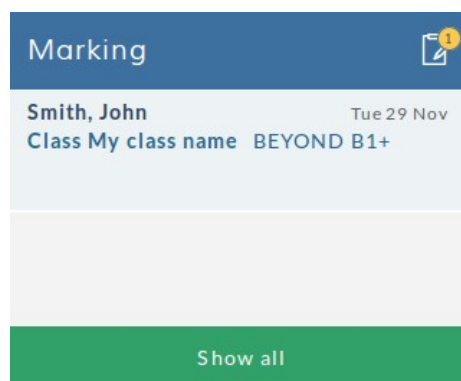 Marking
1
Smith, John Tue 29 Nov
Class My class name BEYOND B1+
Show all